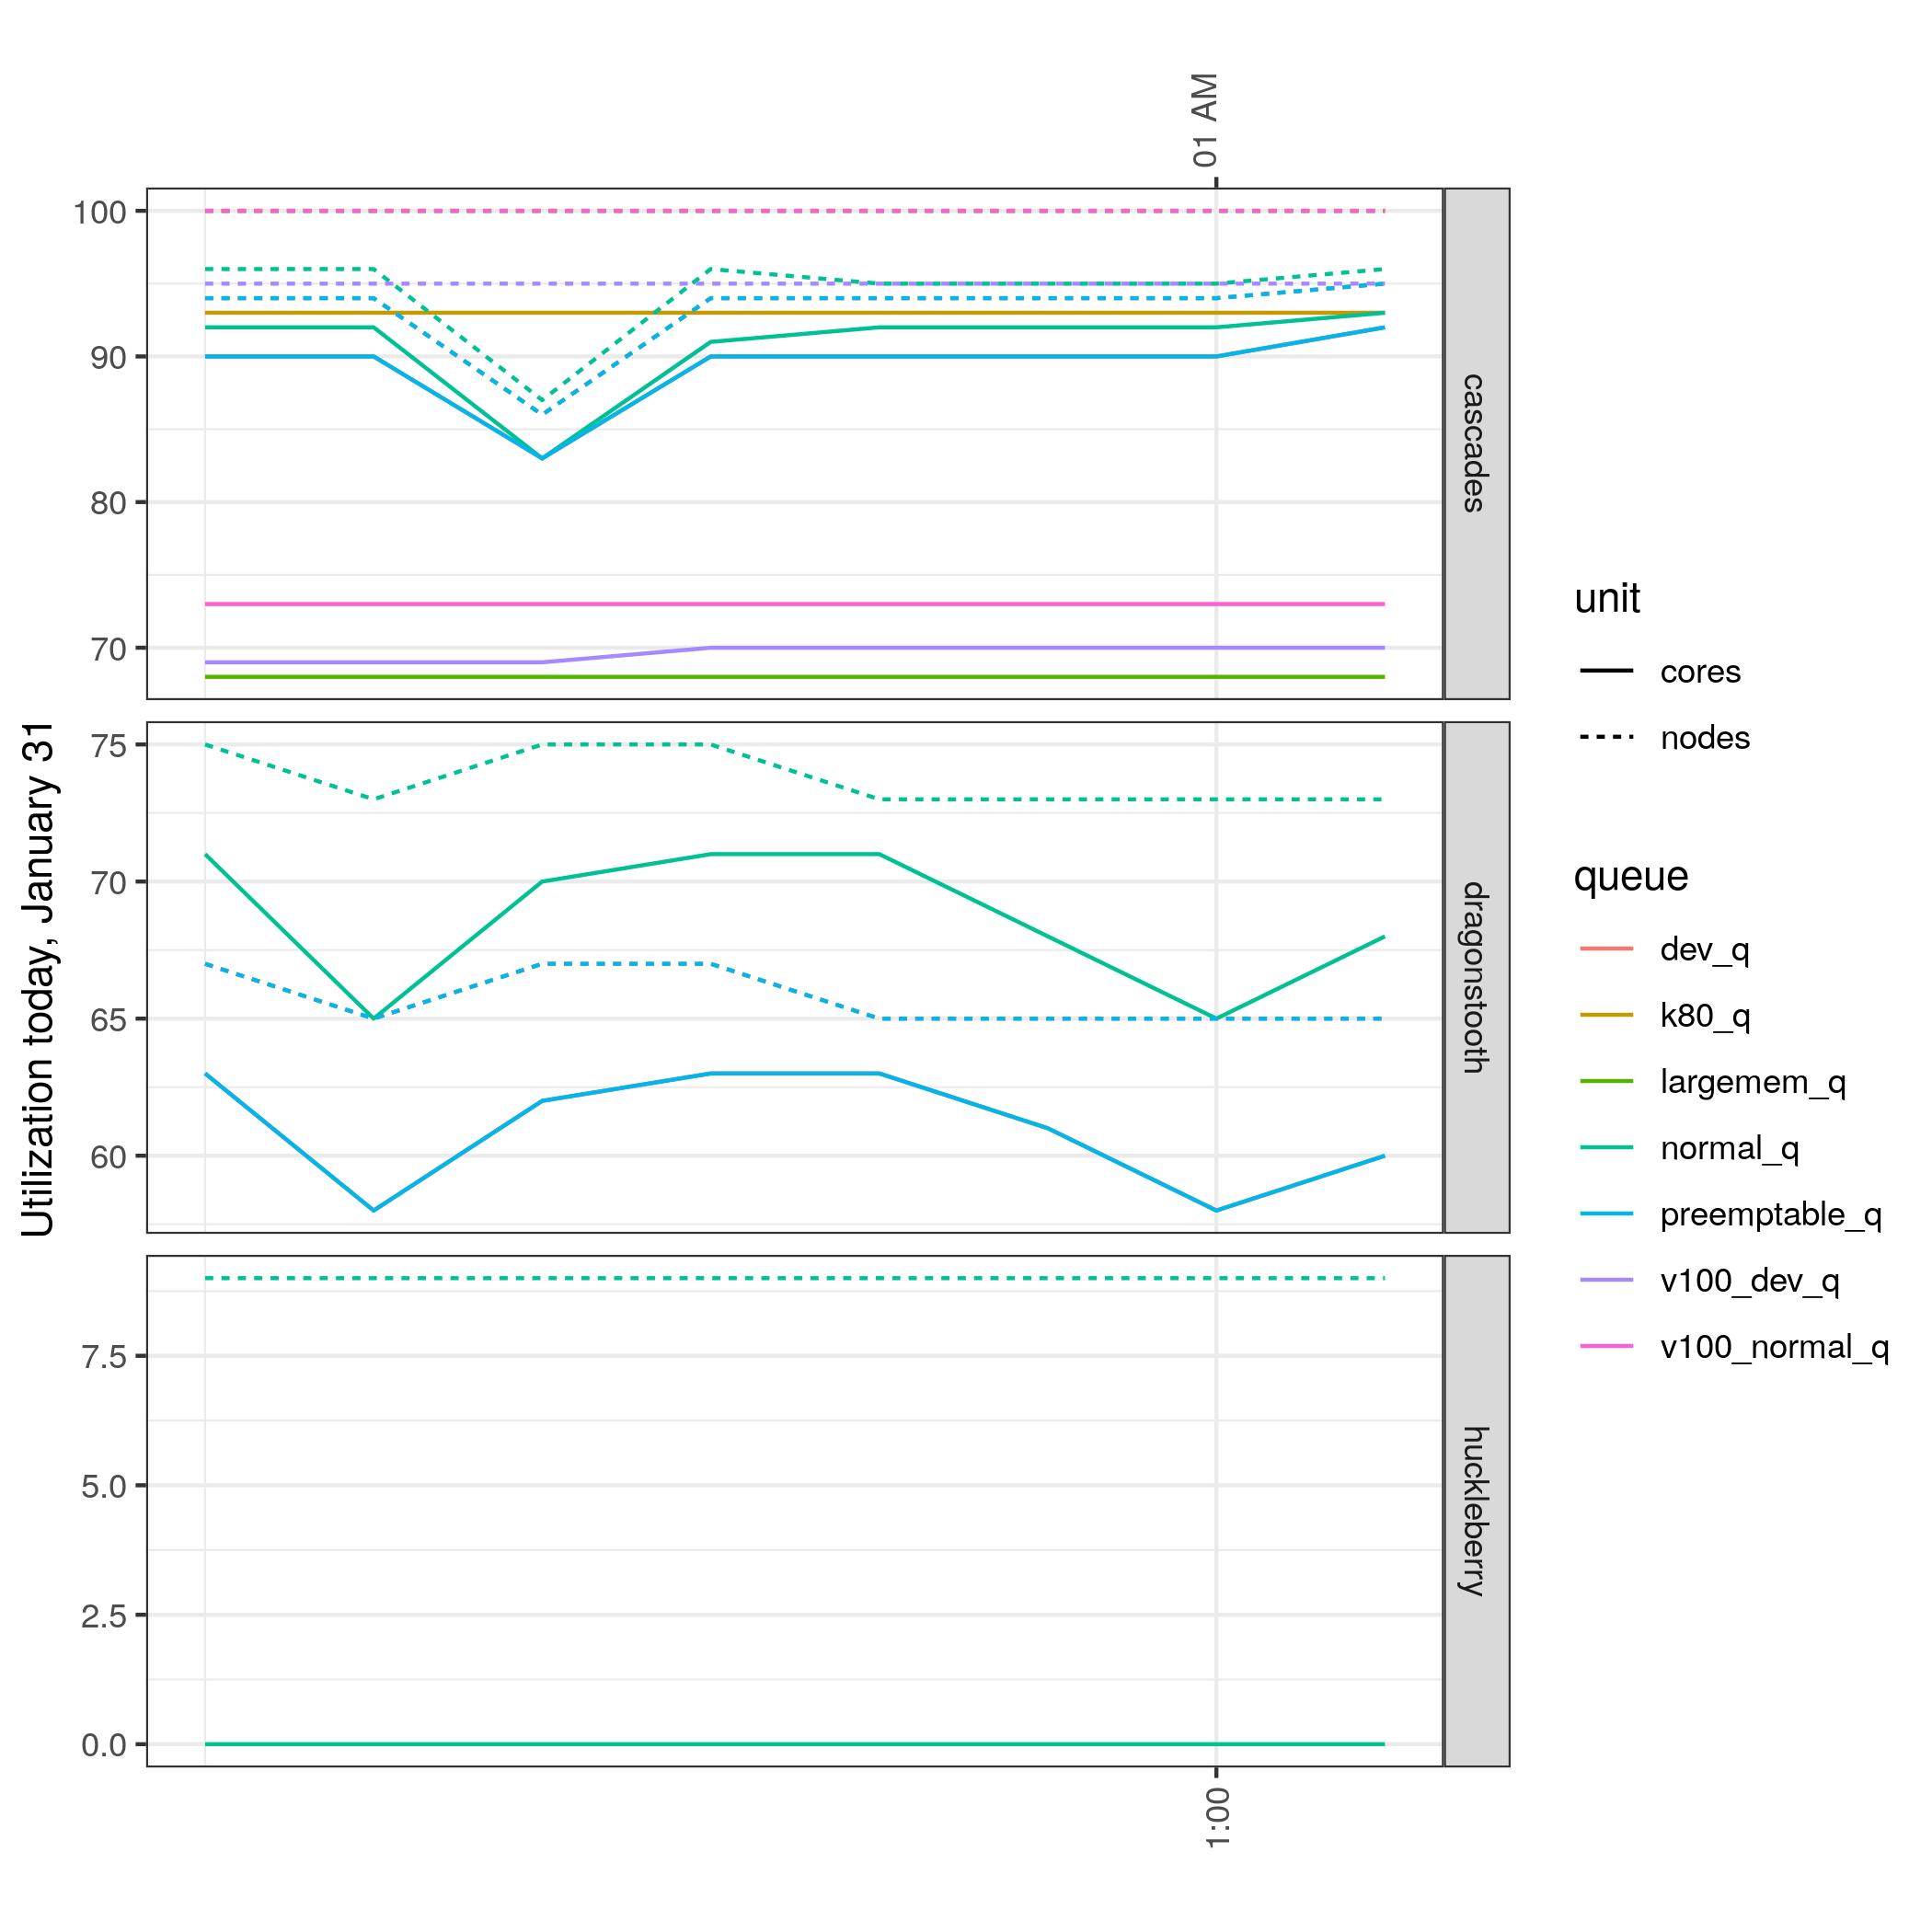 01 AM
Utilization today, January 31
100
90
80
70
cascades
75
70
65
60
dragonstooth
7.5
5.0
2.5
0.0
huckleberry
1:00
unit
cores
nodes
queue
dev_q
k80_q
largemem_q
normal_q
preemptable_q
v100_dev_q
v100_normal_q